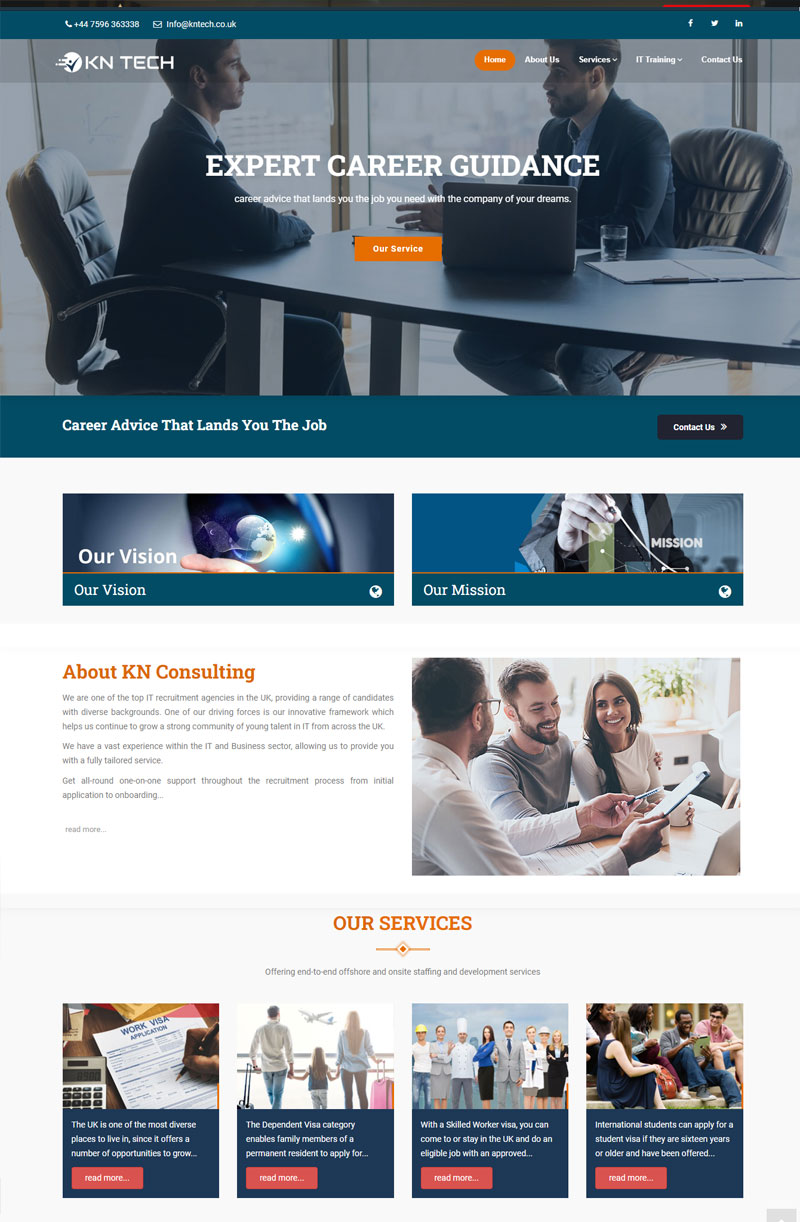 +44 7596 363338 Info@kntech.co.uk
KN TECH
Home About Us Services IT Training Contact Us
EXPERT CAREER GUIDANCE
career advice that lands you the job you need with the company of your dreams.
Our Service
Career Advice That Lands You The Job
Contact Us
Our Vision
Our Vision
MISSION
Our Mission
About KN Consulting
We are one of the top IT recruitment agencies in the UK, providing a range of candidates
with diverse backgrounds. One of our driving forces is our innovative framework which
helps us continue to grow a strong community of young talent in IT from across the UK.
We have a vast experience within the IT and Business sector, allowing us to provide you
with a fully tailored service.
Get all-round one-on-one support throughout the recruitment process from initial
application to onboarding...
read more...
OUR SERVICES
Offering end-to-end offshore and onsite staffing and development services
WORK VISA
APPLICATION
The UK is one of the most diverse
places to live in, since it offers a
number of opportunities to grow...
read more...
The Dependent Visa category
enables family members of a
permanent resident to apply for...
read more...
With a Skilled Worker visa, you can
come to or stay in the UK and do an
eligible job with an approved...
read more...
International students can apply for a
student visa if they are sixteen years
or older and have been offered...
read more...